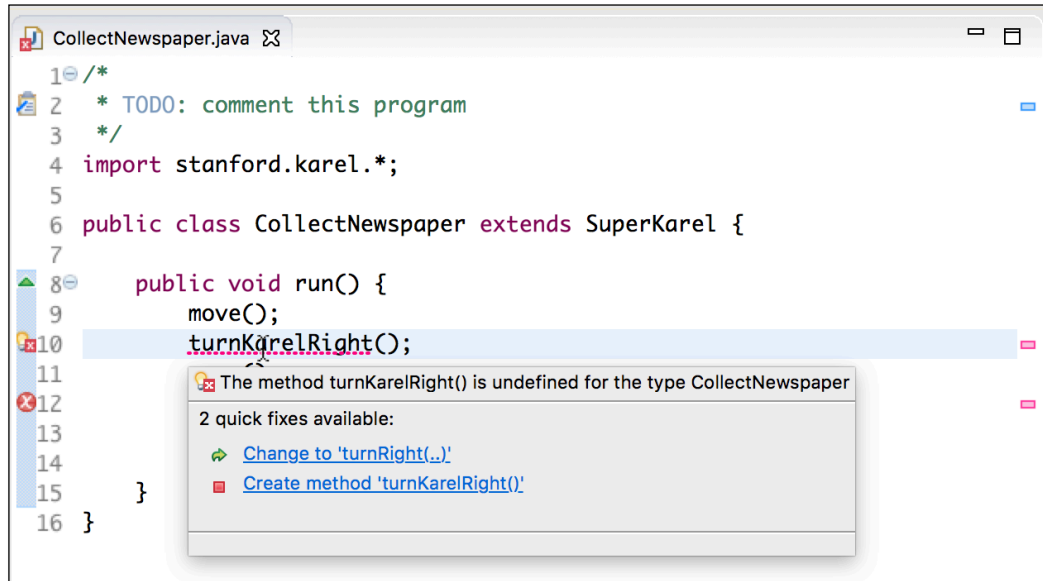 CollectNewspaper.java
1 /*
2 * TODO: comment this program
3 */
4 import stanford.karel.*;
5
6 public class CollectNewspaper extends SuperKarel {
7
8 public void run() {
9 move();
10 turnKarelRight();
11
The method turnKarelRight() is undefined for the type CollectNewspaper
12
2 quick fixes available:
13
Change to 'turnRight(..)'
14
Create method 'turnKarelRight()'
15 }
16 }